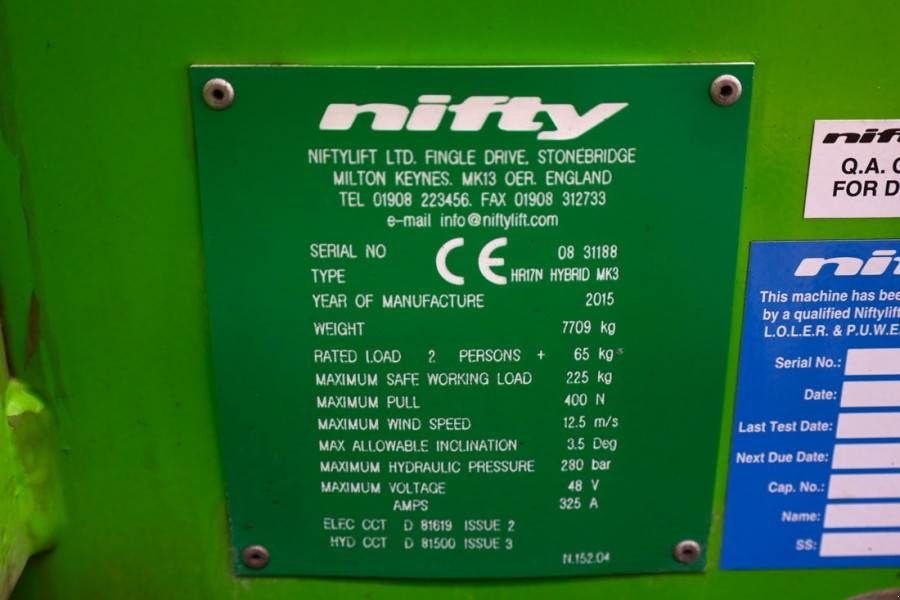 nifty
NIFTYLIFT LTD. FINGLE DRIVE. STONEBRIDGE
MILTON KEYNES. MK13 OER. ENGLAND
TEL 01908 223456. FAX 01908 312733
e-mail info@niftylift.com
SERIAL NO CE 08 31188
TYPE HR17N HYBRID MK3
YEAR OF MANUFACTURE 2015
WEIGHT 7709 kg
RATED LOAD 2 PERSONS + 65 kgs
MAXIMUM SAFE WORKING LOAD 225 kg
MAXIMUM PULL 400 N
MAXIMUM WIND SPEED 12.5 m/s
MAX ALLOWABLE INCLINATION 3.5 Deg
MAXIMUM HYDRAULIC PRESSURE 280 bar
MAXIMUM VOLTAGE 48 V
AMPS 325 A
ELEC CCT D 81619 ISSUE 2
HYD CCT D 81500 ISSUE 3
N.152.04
Q.A.
FOR
This machine has
by a qualified
L.O.L.E.R. & P.U.W.E
Serial No.:
Date:
Last Test Date:
Next Due Date:
Cap. No.:
Name:
SS: